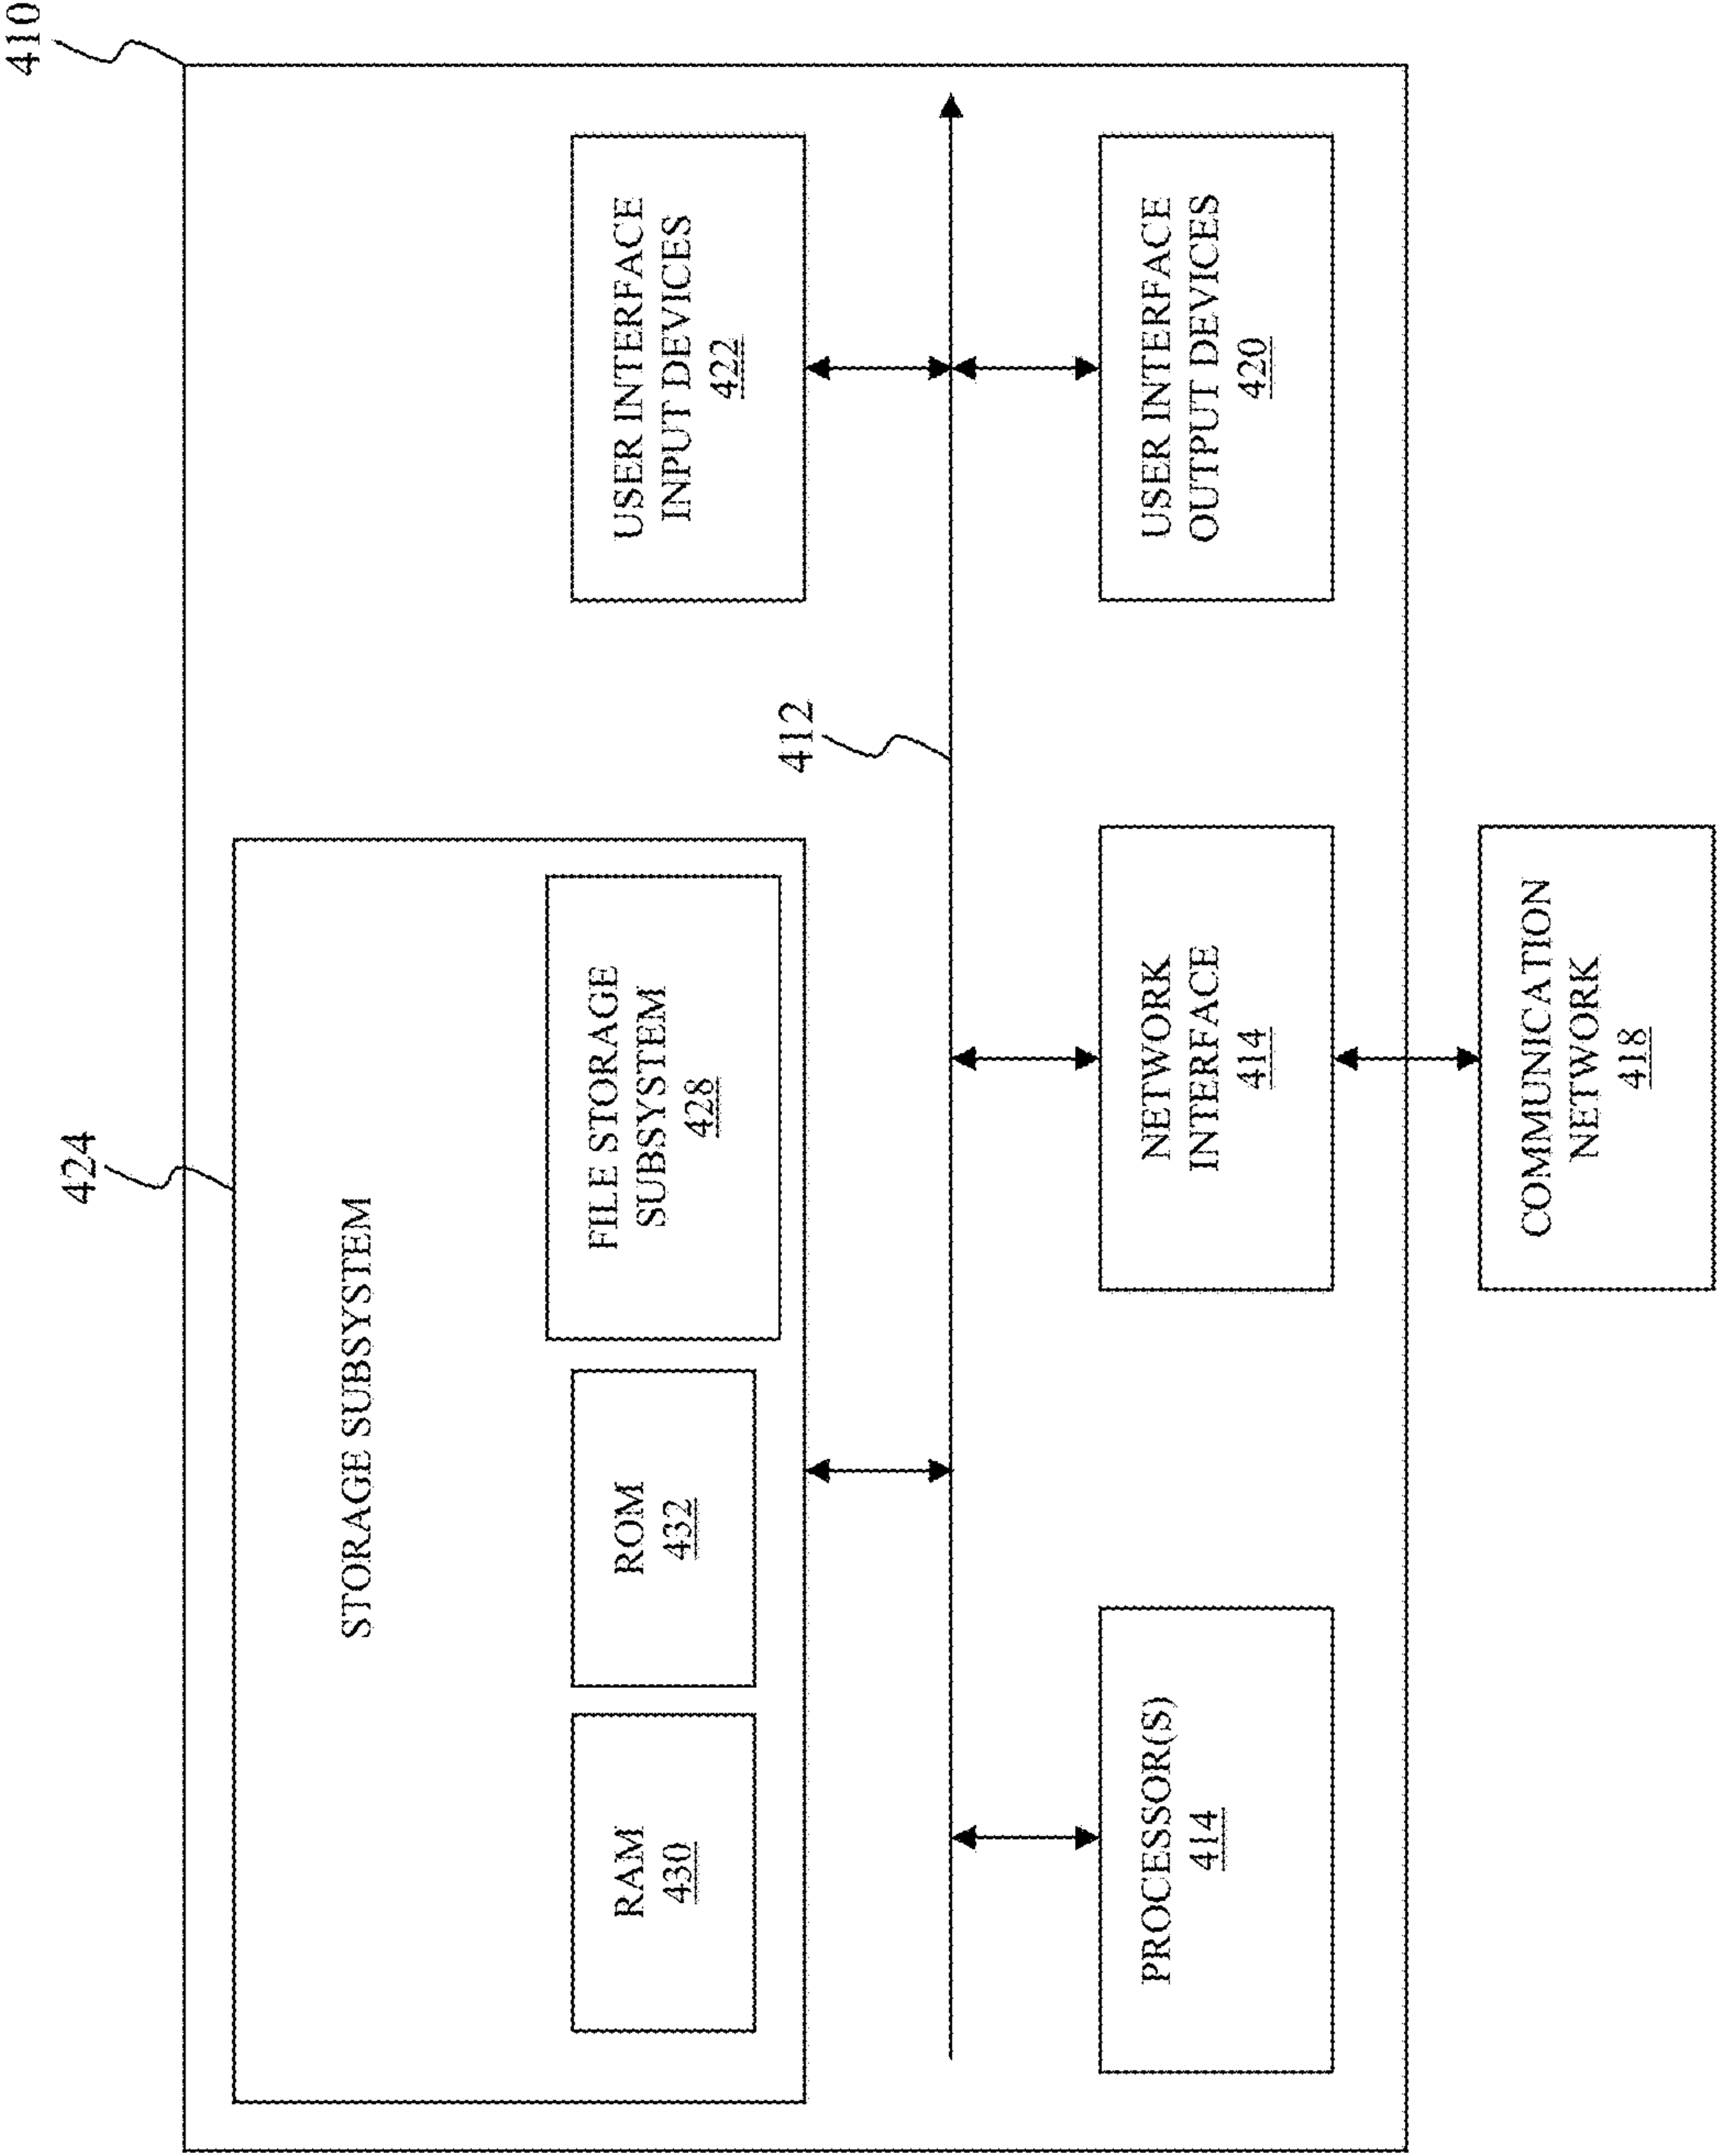 410
424
STORAGE SUBSYSTEM
RAM
430
ROM
432
FILE STORAGE
SUBSYSTEM
428
USER INTERFACE
INPUT DEVICES
422
412
PROCESSOR(S)
414
NETWORK
INTERFACE
414
USER INTERFACE
OUTPUT DEVICES
420
COMMUNICATION
NETWORK
418